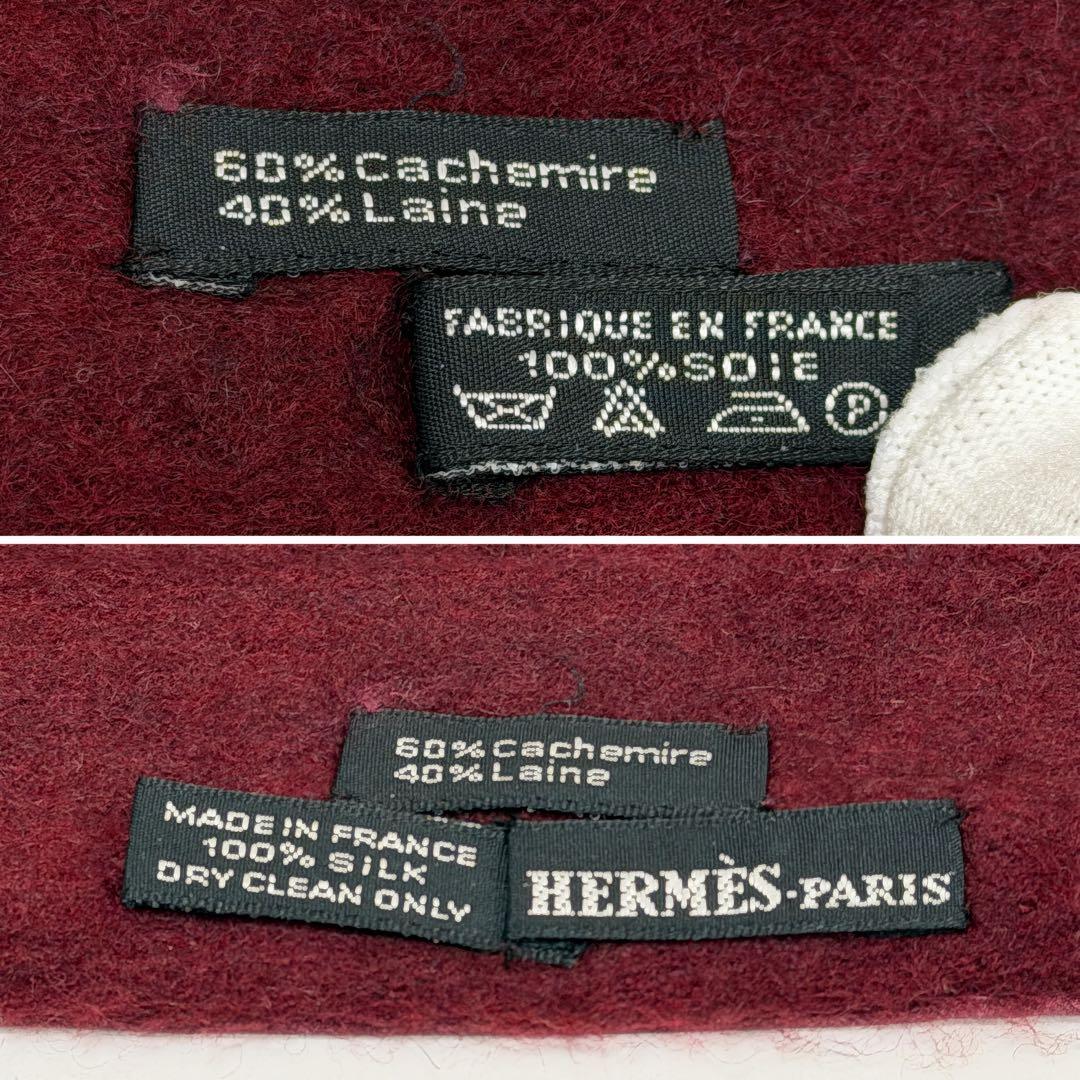 60% Cachemire
40% Laine
FABRIQUE EN FRANCE
100% SOIE
P
60% Cachemire
40% Laine
MADE IN FRANCE
100% SILK
DRY CLEAN ONLY
HERMÈS-PARIS